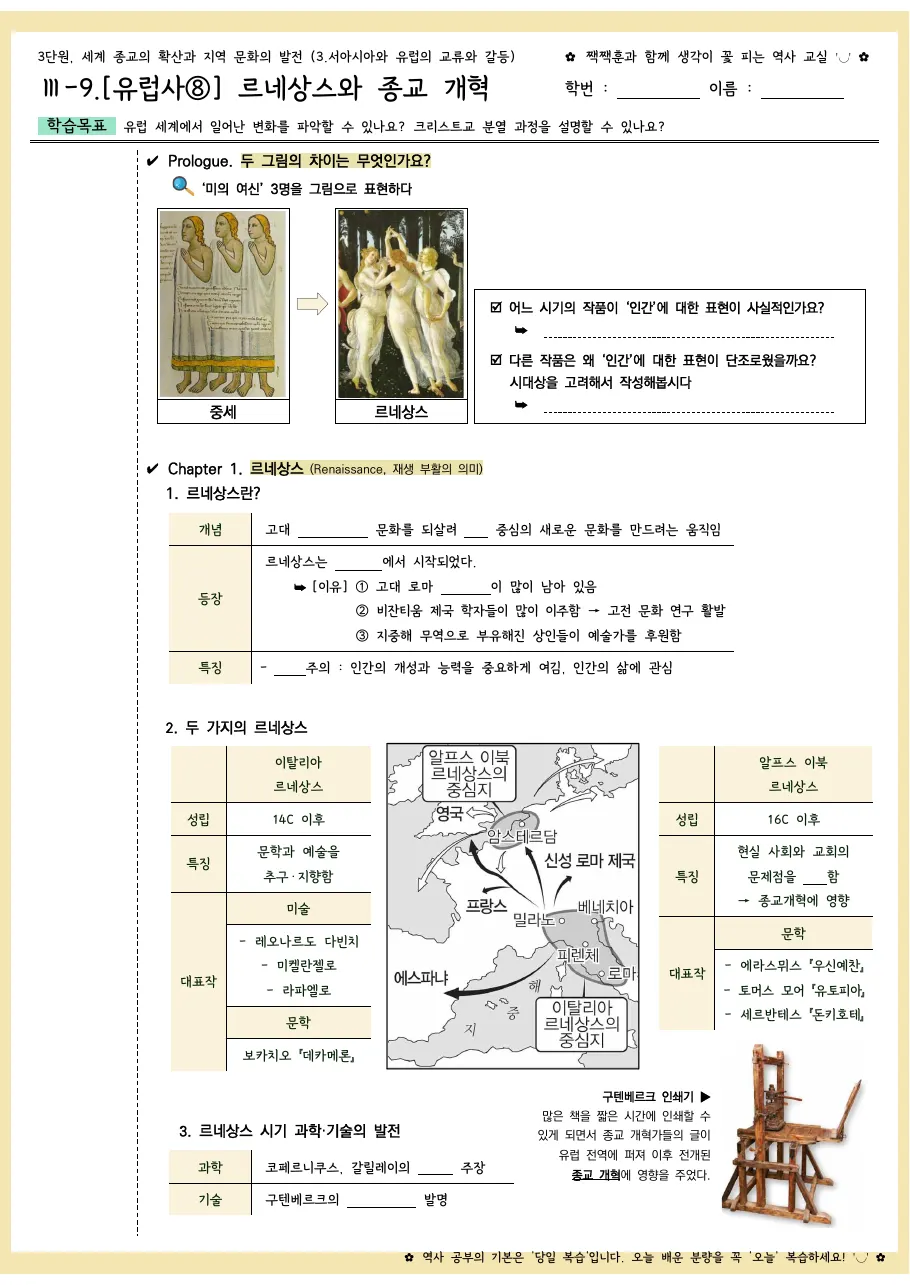 3단원, 세계 종교의 확산과 지역 문화의 발전 (3.서아시아와 유럽의 교류와 갈등)
✿ 짹짹훈과 함께 생각이 꽃 피는 역사 교실 '◡' ✿
Ⅲ-9.[유럽사⑧] 르네상스와 종교 개혁
학번 : ________ 이름 : ________
학습목표 유럽 세계에서 일어난 변화를 파악할 수 있나요? 크리스트교 분열 과정을 설명할 수 있나요?
✔ Prologue. 두 그림의 차이는 무엇인가요?
‘미의 여신’ 3명을 그림으로 표현하다
중세
르네상스
☑ 어느 시기의 작품이 ‘인간’에 대한 표현이 사실적인가요?
➥
☑ 다른 작품은 왜 ‘인간’에 대한 표현이 단조로웠을까요?
시대상을 고려해서 작성해봅시다
➥
✔ Chapter 1. 르네상스 (Renaissance, 재생 부활의 의미)
1. 르네상스란?
개념
고대 ________ 문화를 되살려 ___ 중심의 새로운 문화를 만드려는 움직임
등장
르네상스는 ______에서 시작되었다.
➥ [이유] ① 고대 로마 ______이 많이 남아 있음
② 비잔티움 제국 학자들이 많이 이주함 → 고전 문화 연구 활발
③ 지중해 무역으로 부유해진 상인들이 예술가를 후원함
특징
- ____주의 : 인간의 개성과 능력을 중요하게 여김, 인간의 삶에 관심
2. 두 가지의 르네상스
이탈리아
르네상스
성립
14C 이후
특징
문학과 예술을
추구·지향함
대표작
미술
- 레오나르도 다빈치
- 미켈란젤로
- 라파엘로
문학
보카치오 『데카메론』
알프스 이북
르네상스의
중심지
영국
암스테르담
신성 로마 제국
프랑스
밀라노
베네치아
피렌체
로마
에스파냐
지
중
해
이탈리아
르네상스의
중심지
알프스 이북
르네상스
성립
16C 이후
특징
현실 사회와 교회의
문제점을 ___함
→ 종교개혁에 영향
대표작
문학
- 에라스뮈스 『우신예찬』
- 토머스 모어 『유토피아』
- 세르반테스 『돈키호테』
구텐베르크 인쇄기 ▶
많은 책을 짧은 시간에 인쇄할 수
있게 되면서 종교 개혁가들의 글이
유럽 전역에 퍼져 이후 전개된
종교 개혁에 영향을 주었다.
3. 르네상스 시기 과학·기술의 발전
과학
코페르니쿠스, 갈릴레이의 ____ 주장
기술
구텐베르크의 ________ 발명
✿ 역사 공부의 기본은 '당일 복습'입니다. 오늘 배운 분량을 꼭 '오늘' 복습하세요! '◡' ✿